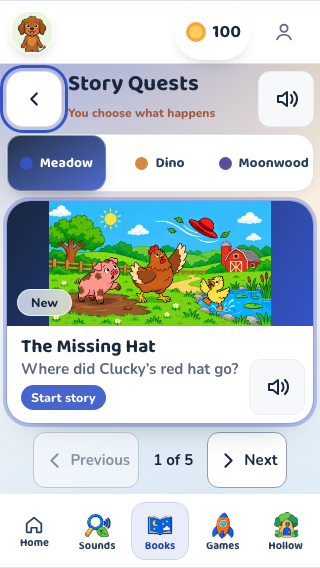 100
Story Quests
You choose what happens
Meadow
Dino
Moonwood
New
The Missing Hat
Where did Clucky's red hat go?
Start story
Previous
1 of 5
Next
Home
Sounds
Books
Games
Hollow